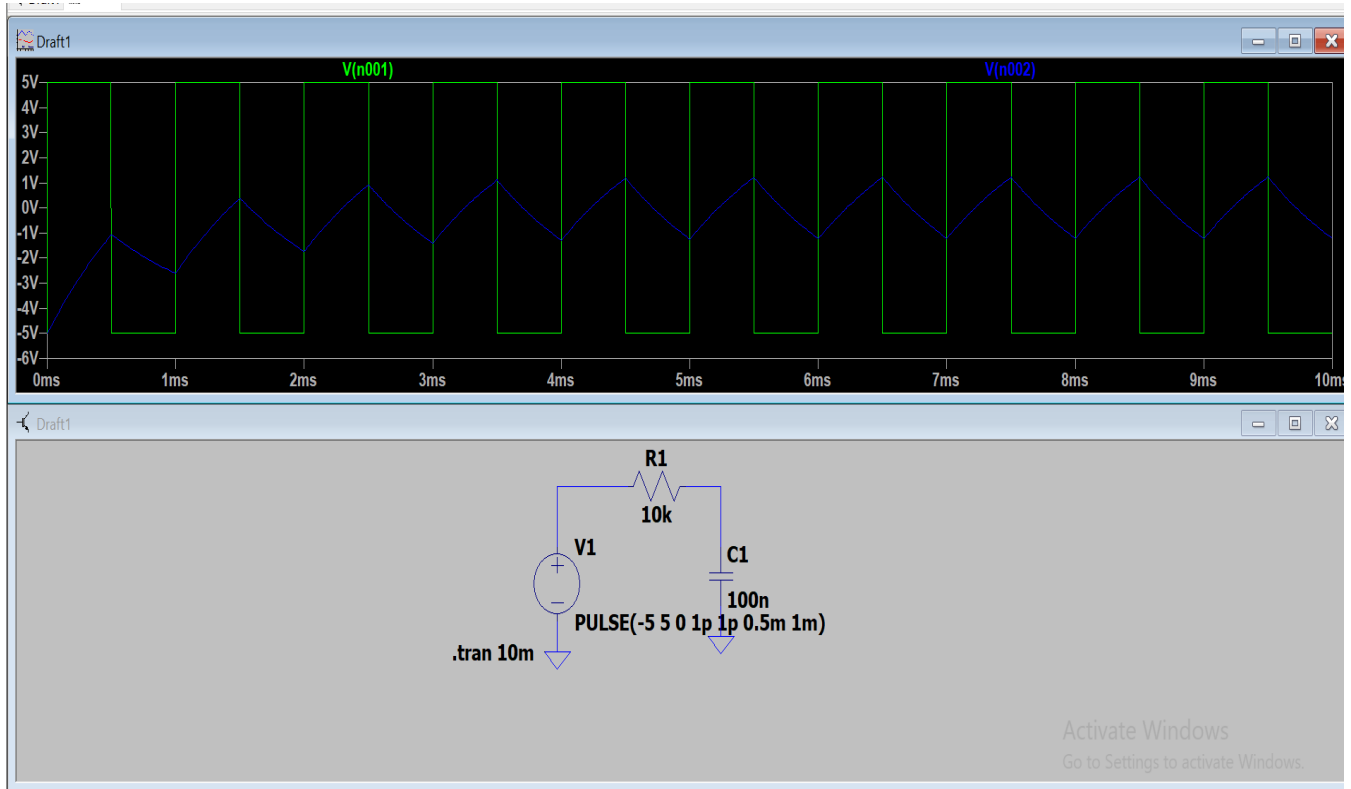 Draft1
V(n001) V(n002)
5V
4V
3V
2V
1V
0V
-1V
-2V
-3V
-4V
-5V
-6V
0ms 1ms 2ms 3ms 4ms 5ms 6ms 7ms 8ms 9ms 10ms
Draft1
R1
10k
V1
C1
100n
PULSE(-5 5 0 1p 1p 0.5m 1m)
.tran 10m
Activate Windows
Go to Settings to activate Windows.